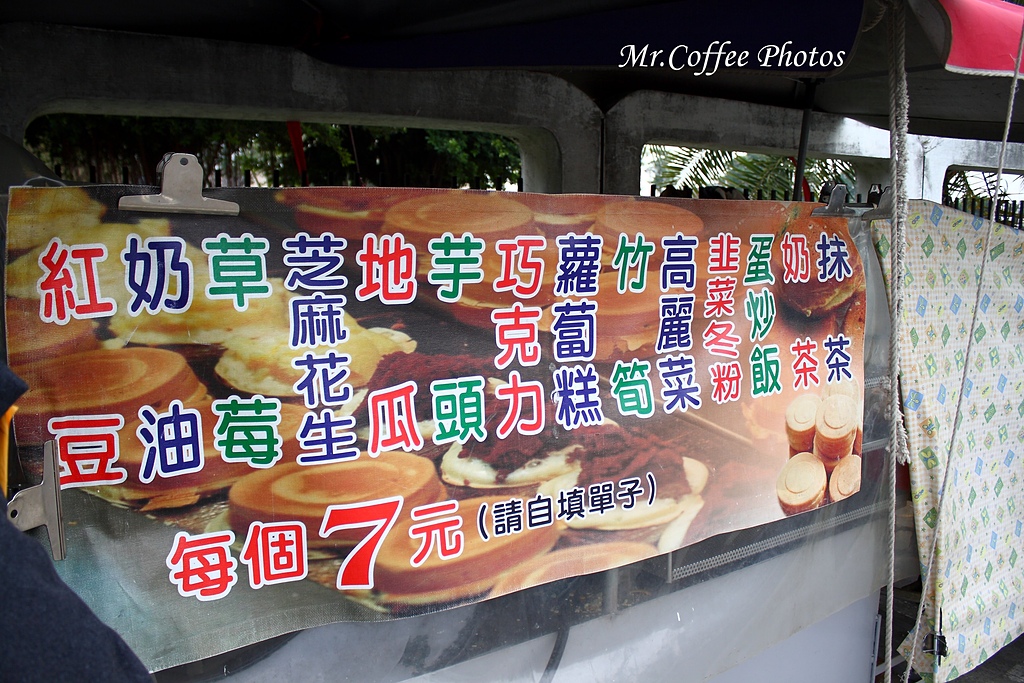 Mr.Coffee Photos
紅豆
奶油
草莓
芝麻花生
地瓜
芋頭
巧克力
蘿蔔糕
竹筍
高麗菜
韭菜冬粉
蛋炒飯
奶茶
抹茶
每個7元(請自填單子)